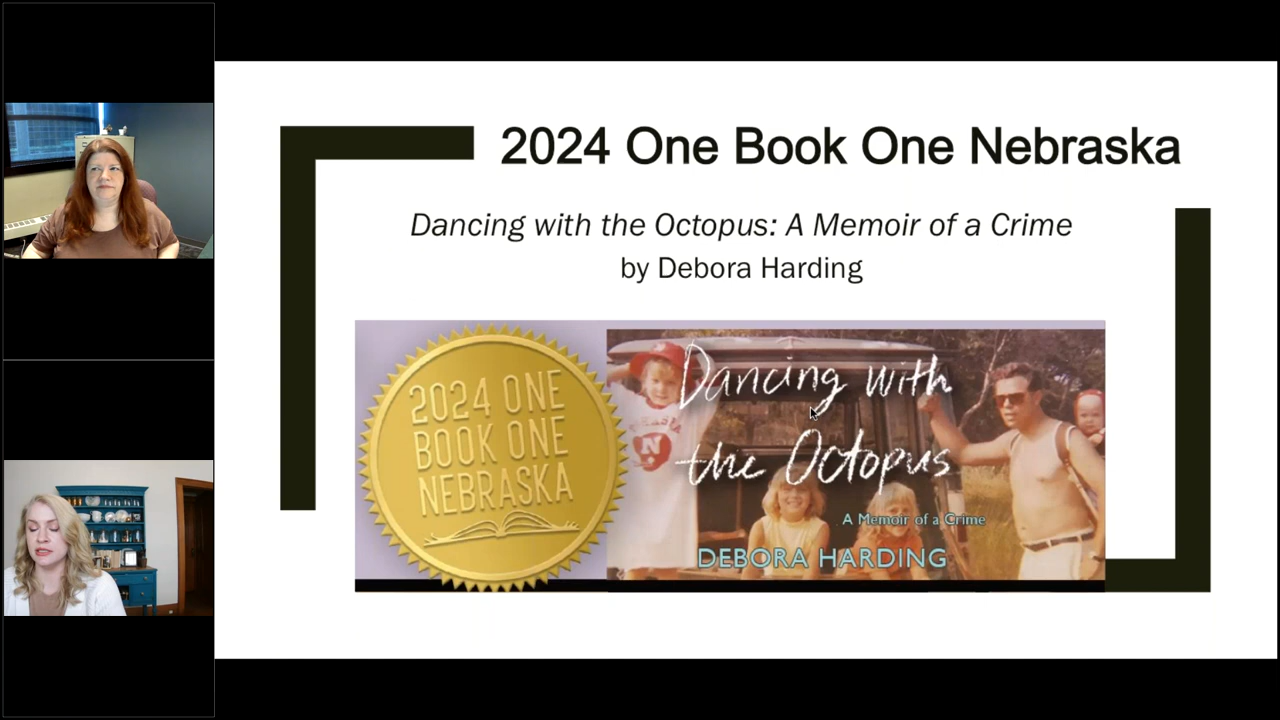 2024 One Book One Nebraska
Dancing with the Octopus: A Memoir of a Crime
by Debora Harding
2024 ONE
BOOK ONE
NEBRASKA
Dancing with
the Octopus
A Memoir of a Crime
DEBORA HARDING
N